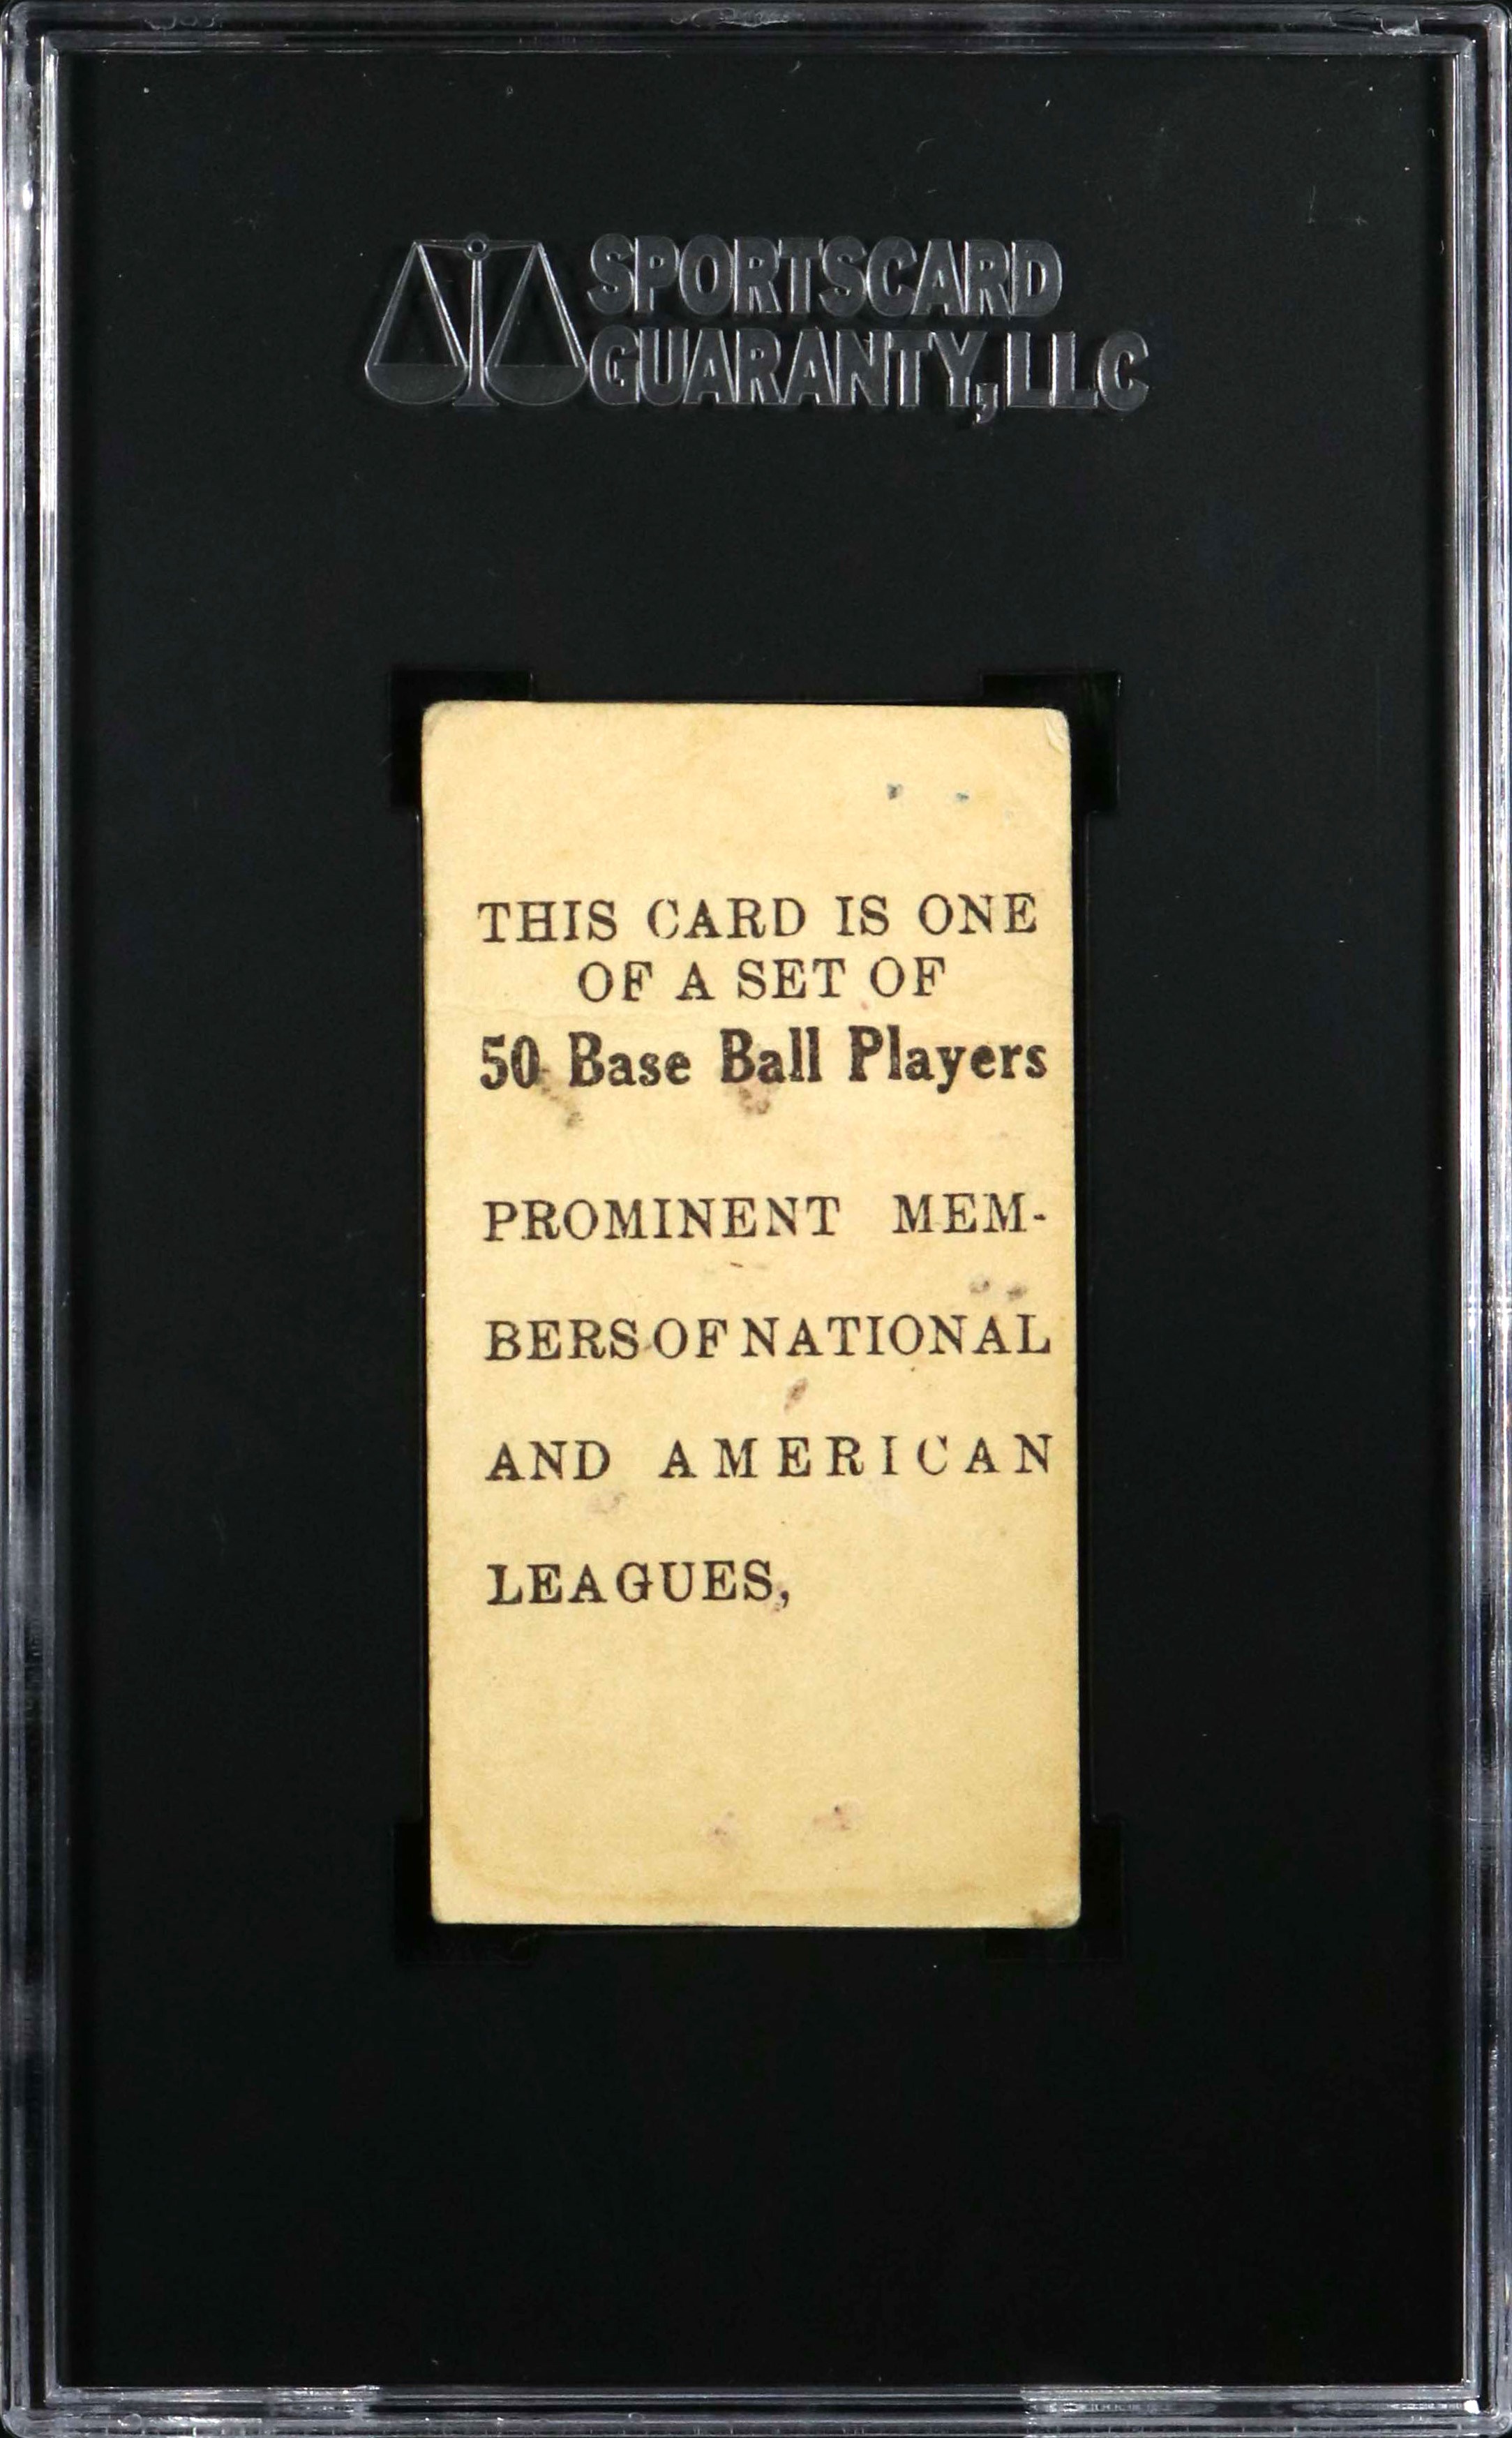 SPORTSCARD
GUARANTY, LLC
THIS CARD IS ONE
OF A SET OF
50 Base Ball Players
PROMINENT MEM-
BERS OF NATIONAL
AND AMERICAN
LEAGUES,